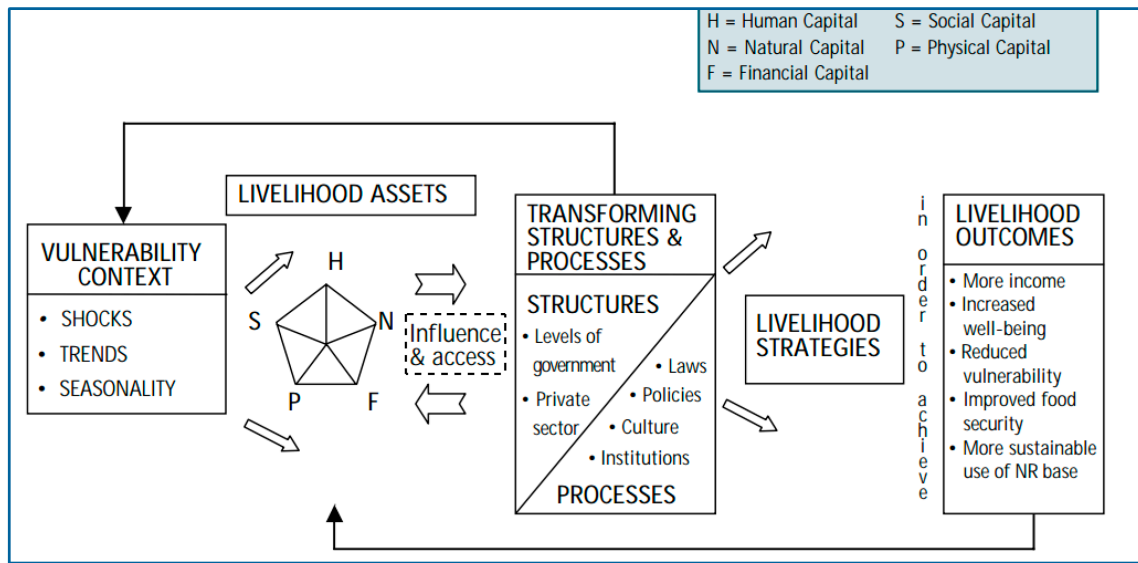 H = Human Capital S = Social Capital
N = Natural Capital P = Physical Capital
F = Financial Capital
LIVELIHOOD ASSETS
VULNERABILITY
CONTEXT
• SHOCKS
• TRENDS
• SEASONALITY
H
S
N
P
F
Influence
& access
TRANSFORMING
STRUCTURES &
PROCESSES
STRUCTURES
• Levels of
government
• Private
sector
• Laws
• Policies
• Culture
• Institutions
PROCESSES
LIVELIHOOD
STRATEGIES
in order to achieve
LIVELIHOOD
OUTCOMES
• More income
• Increased
well-being
• Reduced
vulnerability
• Improved food
security
• More sustainable
use of NR base